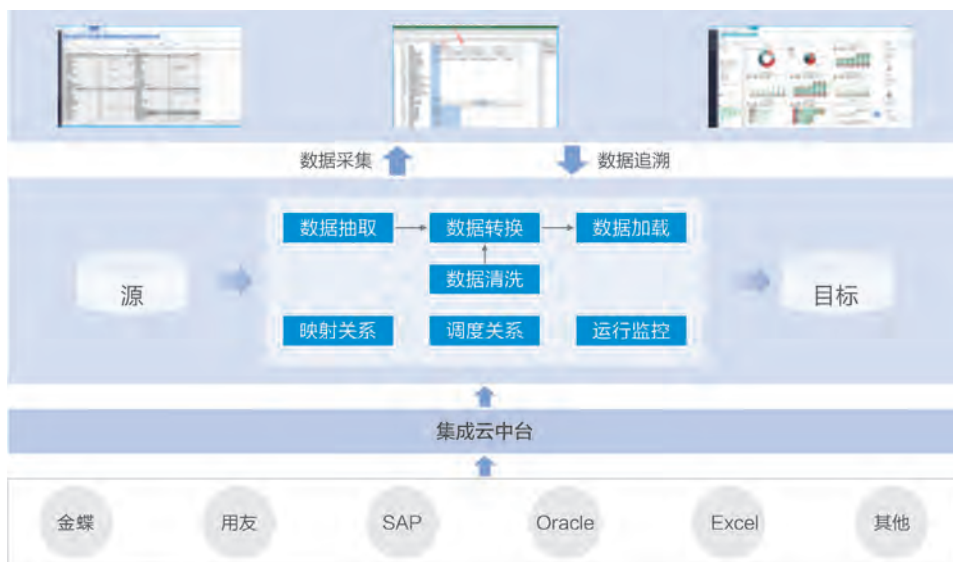 数据采集 数据追溯
数据抽取 数据转换 数据加载
源 数据清洗 目标
映射关系 调度关系 运行监控
集成云中台
金蝶 用友 SAP Oracle Excel 其他